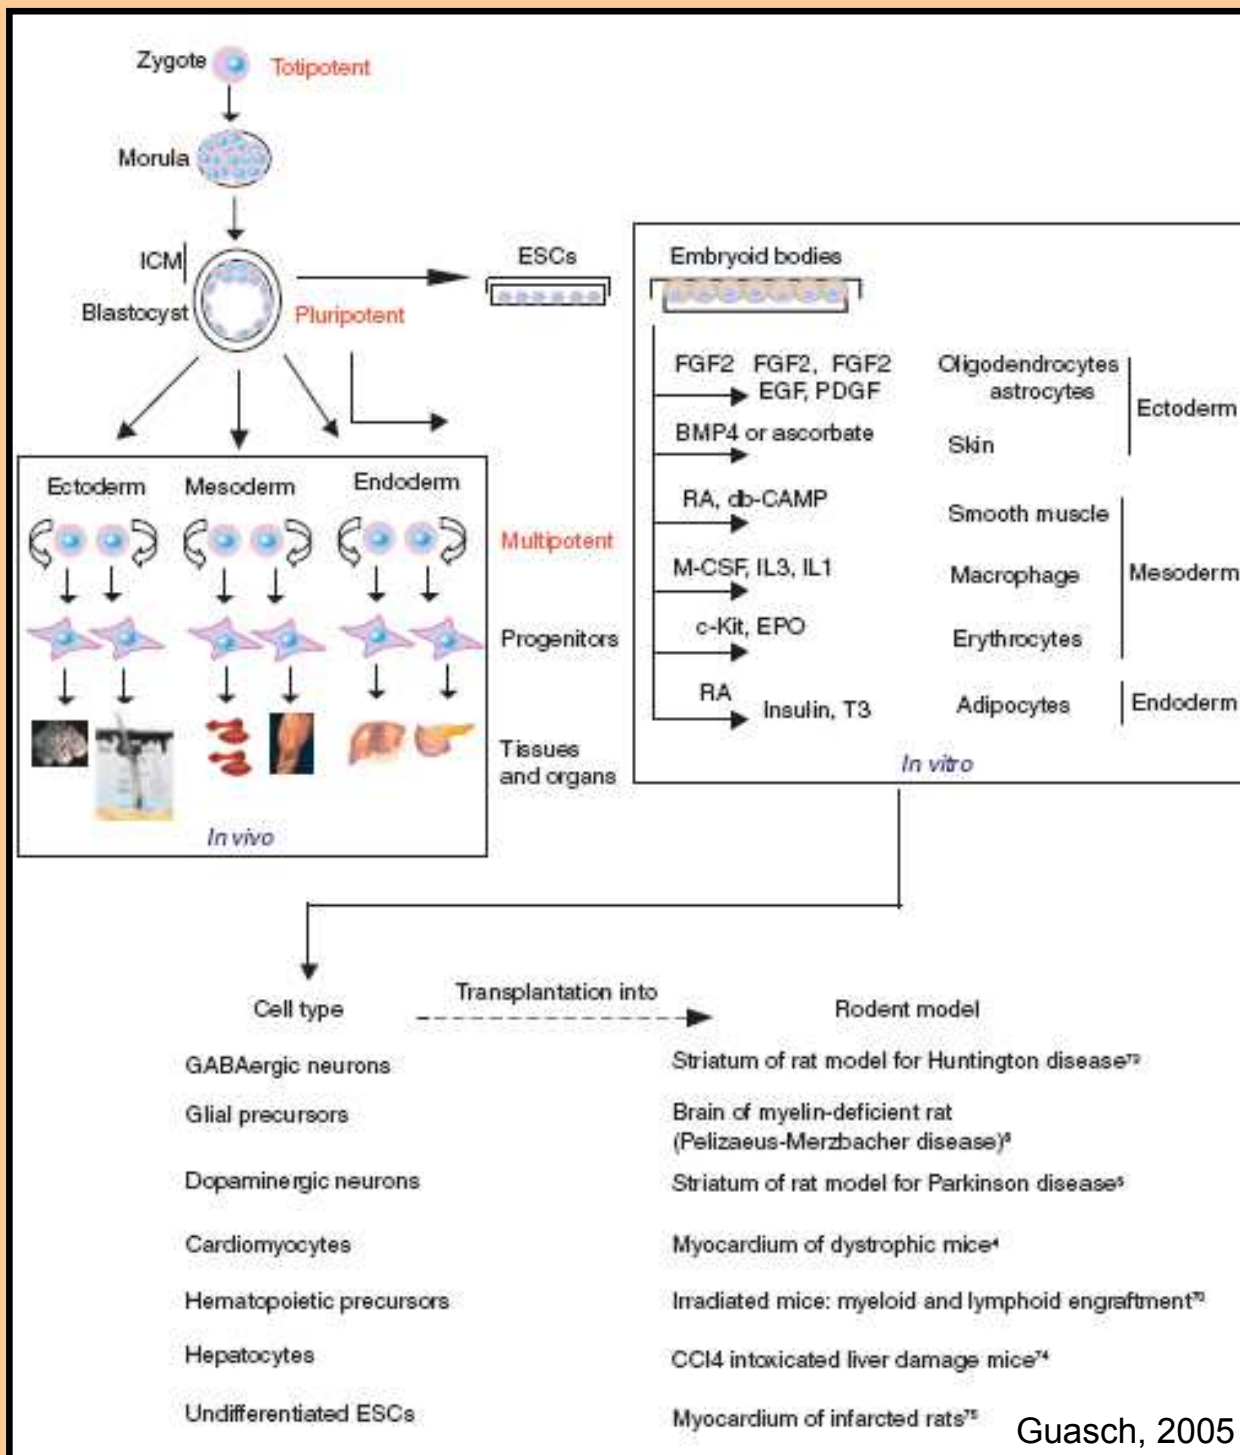 Zygote
Totipotent
Morula
ICM
Blastocyst
Pluripotent
ESCs
Embryoid bodies
FGF2 FGF2, FGF2
EGF, PDGF
Oligodendrocytes
astrocytes
Ectoderm
BMP4 or ascorbate
Skin
RA, db-CAMP
Smooth muscle
M-CSF, IL3, IL1
Macrophage
Mesoderm
c-Kit, EPO
Erythrocytes
RA
Insulin, T3
Adipocytes
Endoderm
In vitro
Ectoderm Mesoderm Endoderm
Multipotent
Progenitors
Tissues
and organs
In vivo
Cell type
Transplantation into
Rodent model
GABAergic neurons
Striatum of rat model for Huntington disease
Glial precursors
Brain of myelin-deficient rat
(Pelizaeus-Merzbacher disease)
Dopaminergic neurons
Striatum of rat model for Parkinson disease
Cardiomyocytes
Myocardium of dystrophic mice⁴
Hematopoietic precursors
Irradiated mice: myeloid and lymphoid engraftment
Hepatocytes
CCl4 intoxicated liver damage mice⁷⁴
Undifferentiated ESCs
Myocardium of infarcted rats⁷⁵
Guasch, 2005